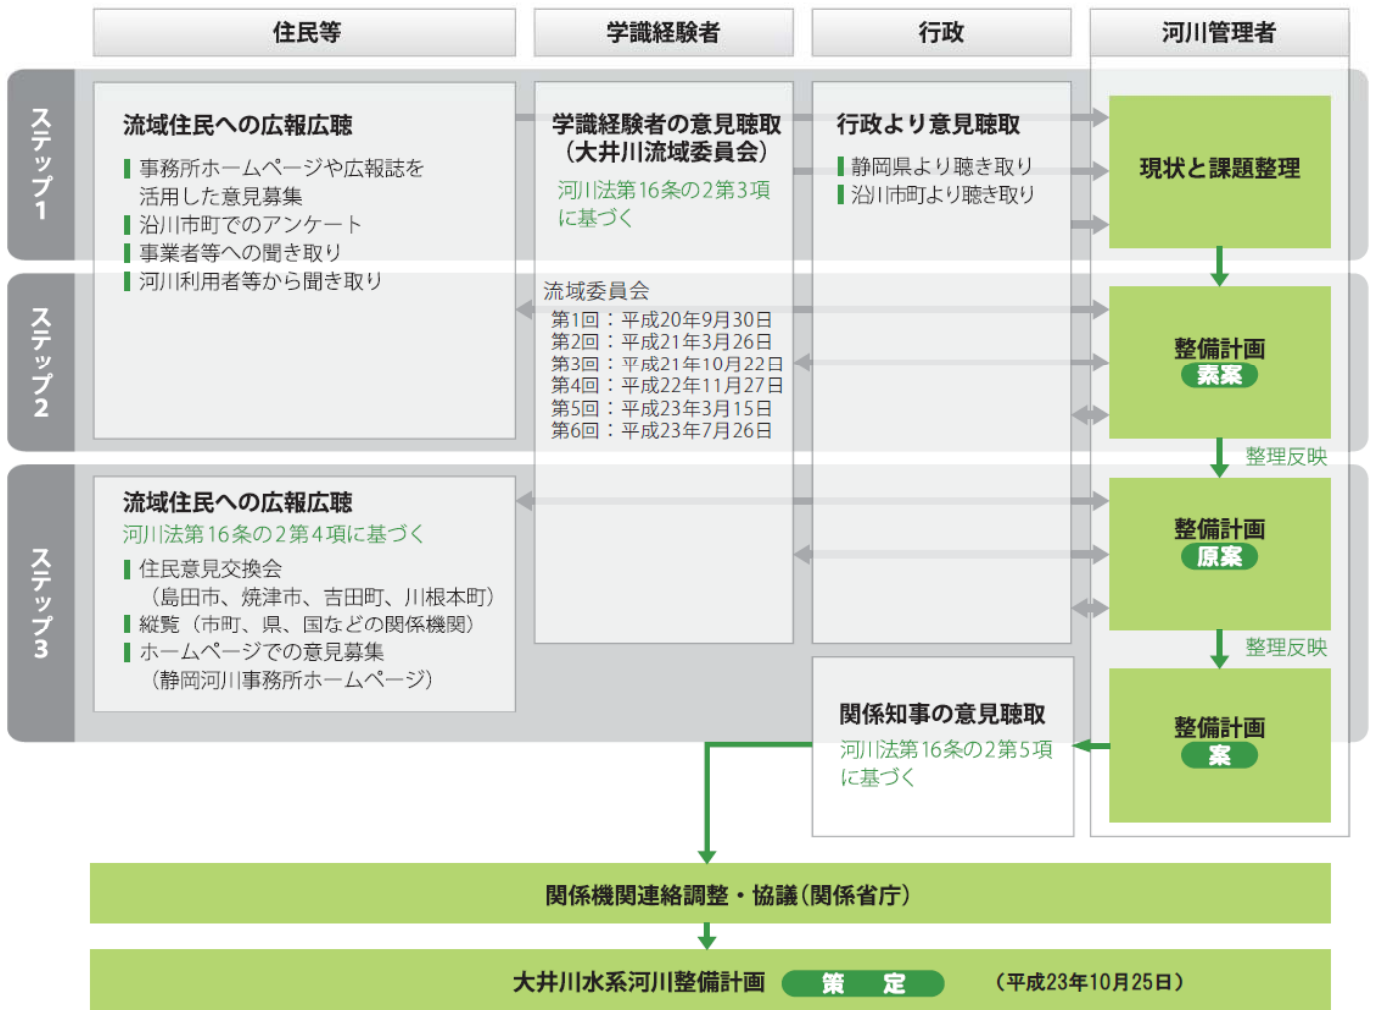 住民等
学識経験者
行政
河川管理者
ステップ1
流域住民への広報広聴
事務所ホームページや広報誌を
活用した意見募集
沿川市町でのアンケート
事業者等への聞き取り
河川利用者等から聞き取り
学識経験者の意見聴取
（大井川流域委員会）
河川法第16条の2第3項
に基づく
行政より意見聴取
静岡県より聴き取り
沿川市町より聴き取り
現状と課題整理
ステップ2
流域委員会
第1回：平成20年9月30日
第2回：平成21年3月26日
第3回：平成21年10月22日
第4回：平成22年11月27日
第5回：平成23年3月15日
第6回：平成23年7月26日
整備計画
素案
整理反映
ステップ3
流域住民への広報広聴
河川法第16条の2第4項に基づく
住民意見交換会
（島田市、焼津市、吉田町、川根本町）
縦覧（市町、県、国などの関係機関）
ホームページでの意見募集
（静岡河川事務所ホームページ）
整備計画
原案
整理反映
関係知事の意見聴取
河川法第16条の2第5項
に基づく
整備計画
案
関係機関連絡調整・協議（関係省庁）
大井川水系河川整備計画 策 定 （平成23年10月25日）